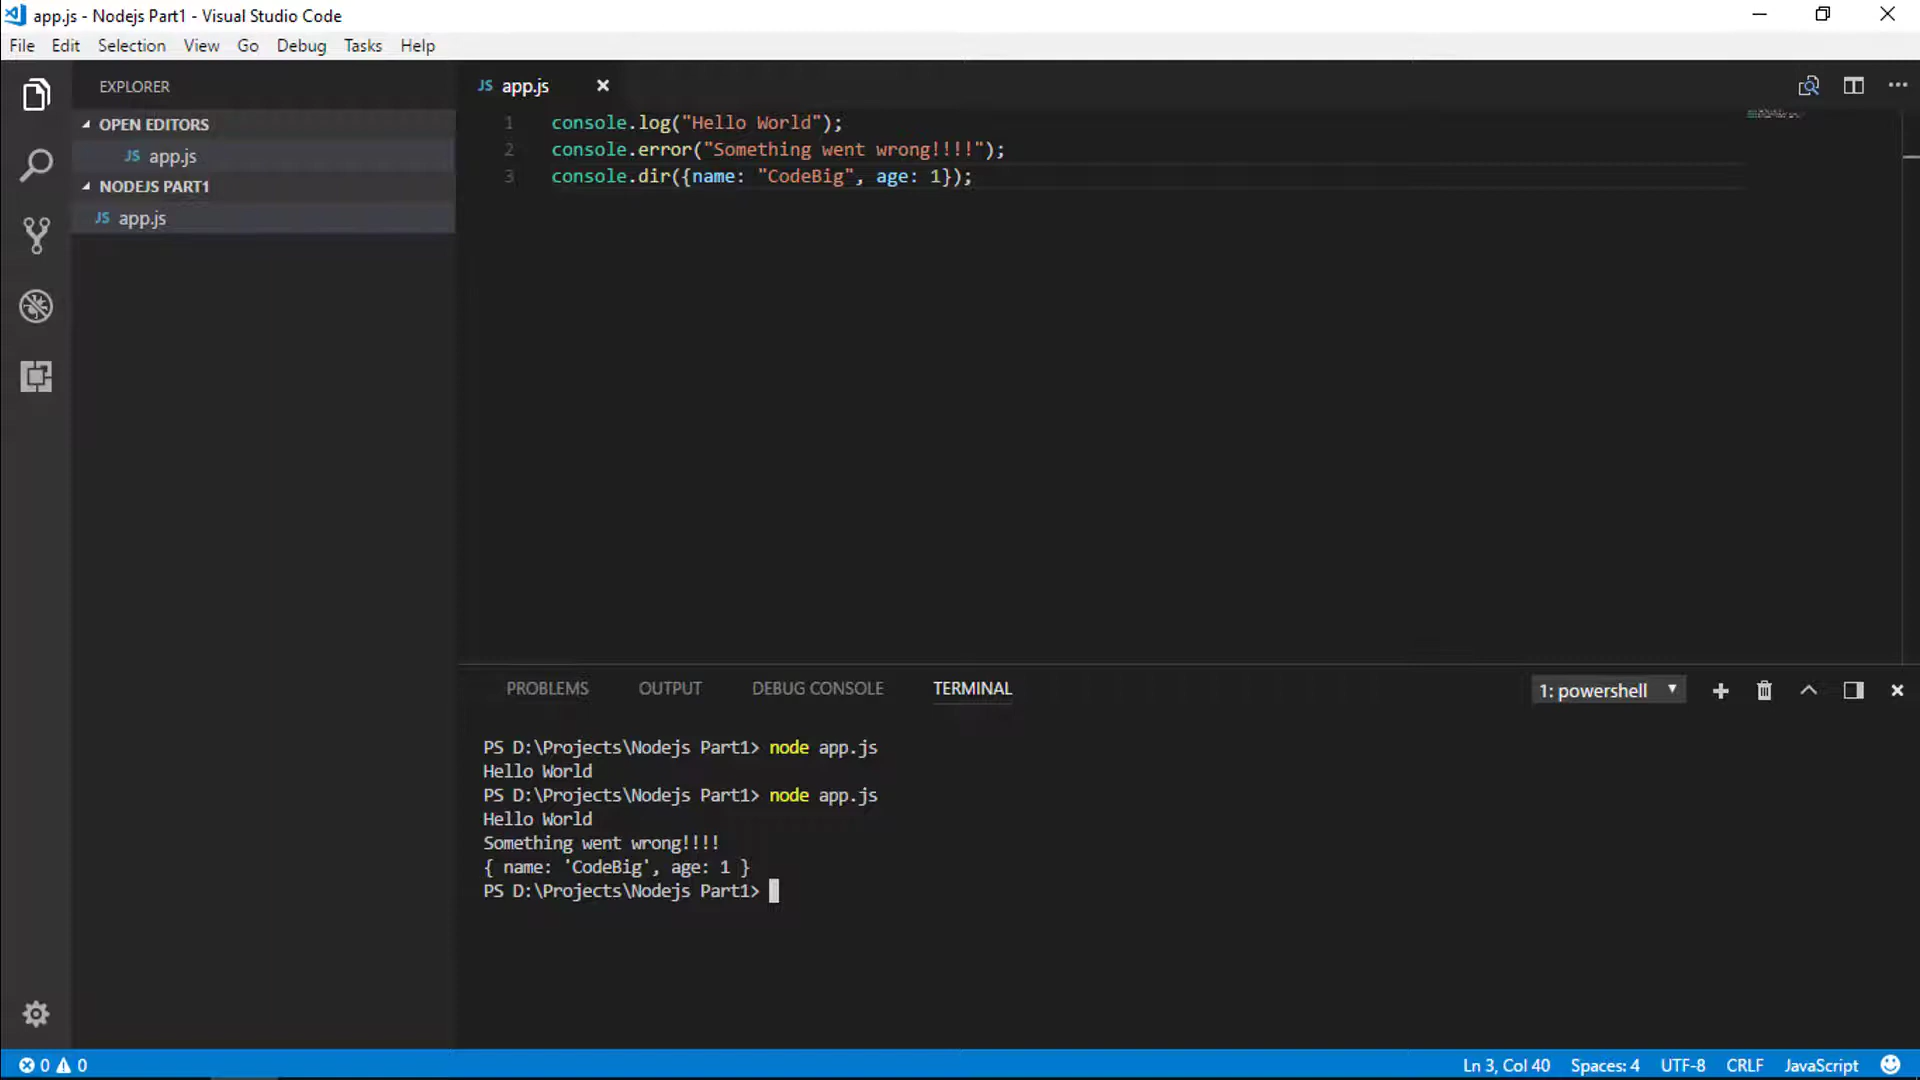 app.js - Nodejs Part1 - Visual Studio Code
File Edit Selection View Go Debug Tasks Help
EXPLORER
OPEN EDITORS
JS app.js
NODEJS PART1
JS app.js
JS app.js
1 console.log("Hello World");
2 console.error("Something went wrong!!!!");
3 console.dir({name: "CodeBig", age: 1});
PROBLEMS OUTPUT DEBUG CONSOLE TERMINAL
1: powershell
PS D:\Projects\Nodejs Part1> node app.js
Hello World
PS D:\Projects\Nodejs Part1> node app.js
Hello World
Something went wrong!!!!
{ name: 'CodeBig', age: 1 }
PS D:\Projects\Nodejs Part1>
0 0 Ln 3, Col 40 Spaces: 4 UTF-8 CRLF JavaScript